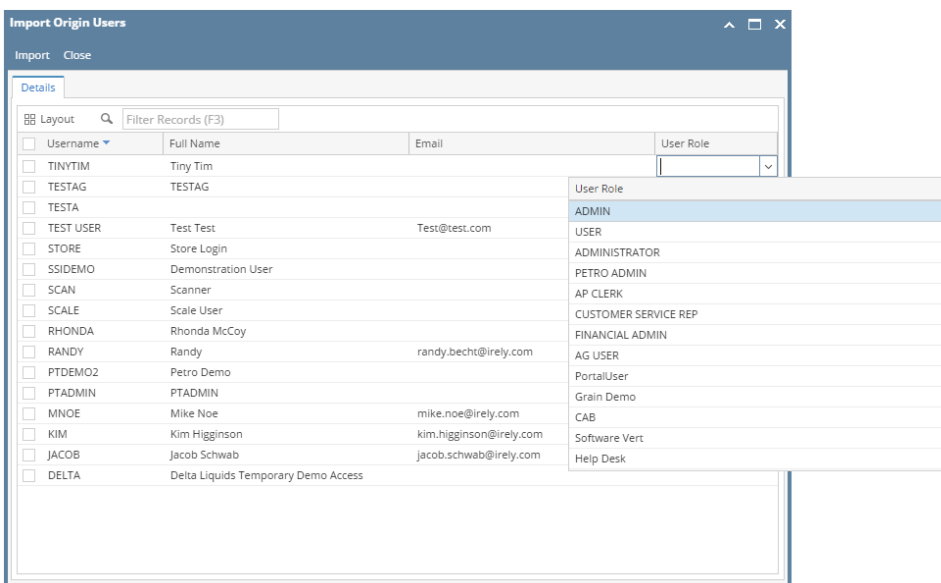 Import Origin Users
Import Close
Details
Layout Filter Records (F3)
Username Full Name Email User Role
TINYTIM Tiny Tim
TESTAG TESTAG
User Role
TESTA
ADMIN
TEST USER Test Test Test@test.com
USER
STORE Store Login
ADMINISTRATOR
SSIDEMO Demonstration User
PETRO ADMIN
SCAN Scanner
AP CLERK
SCALE Scale User
CUSTOMER SERVICE REP
RHONDA Rhonda McCoy
FINANCIAL ADMIN
RANDY Randy randy.becht@irely.com
AG USER
PTDEMO2 Petro Demo
PortalUser
PTADMIN PTADMIN
Grain Demo
MNOE Mike Noe mike.noe@irely.com
CAB
KIM Kim Higginson kim.higginson@irely.com
Software Vert
JACOB Jacob Schwab jacob.schwab@irely.com
Help Desk
DELTA Delta Liquids Temporary Demo Access